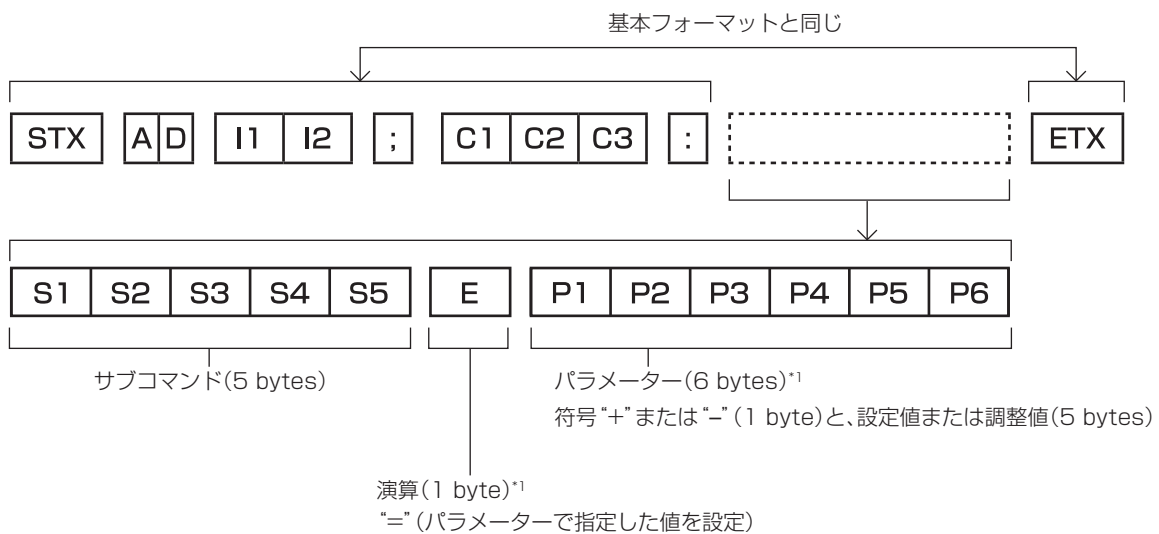 基本フォーマットと同じ
STX A D I1 I2 ; C1 C2 C3 : ETX
S1 S2 S3 S4 S5 E P1 P2 P3 P4 P5 P6
サブコマンド(5 bytes)
パラメーター(6 bytes)*1
符号“+”または“–”(1 byte)と、設定値または調整値(5 bytes)
演算(1 byte)*1
“=”(パラメーターで指定した値を設定)